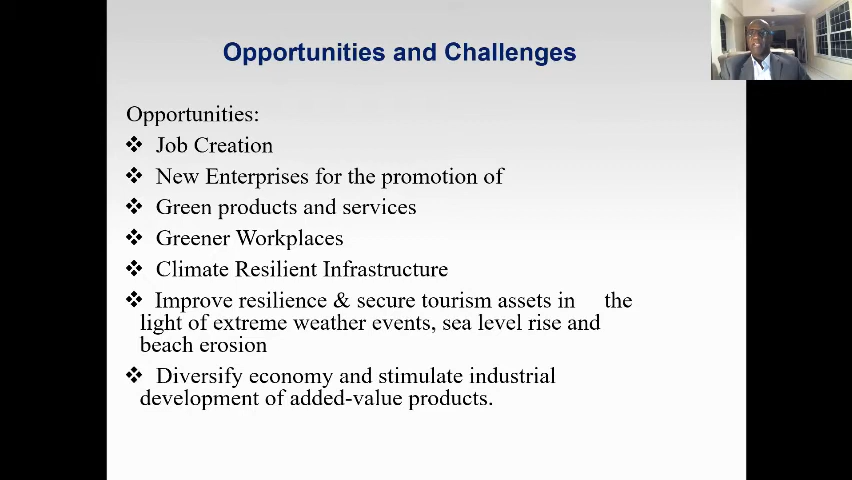 Opportunities and Challenges
Opportunities:
❖ Job Creation
❖ New Enterprises for the promotion of
❖ Green products and services
❖ Greener Workplaces
❖ Climate Resilient Infrastructure
❖ Improve resilience & secure tourism assets in the
light of extreme weather events, sea level rise and
beach erosion
❖ Diversify economy and stimulate industrial
development of added-value products.